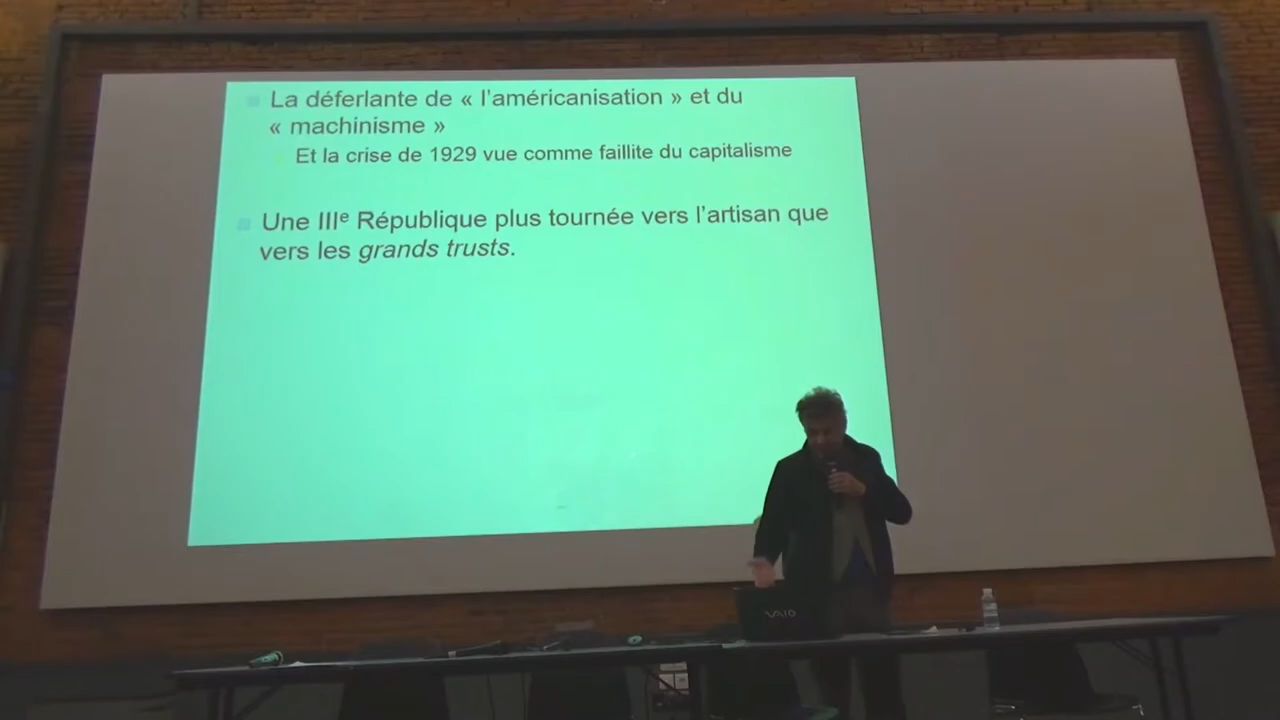 La déferlante de « l'américanisation » et du
« machinisme »
Et la crise de 1929 vue comme faillite du capitalisme
Une IIIe République plus tournée vers l'artisan que
vers les grands trusts.
VAIO